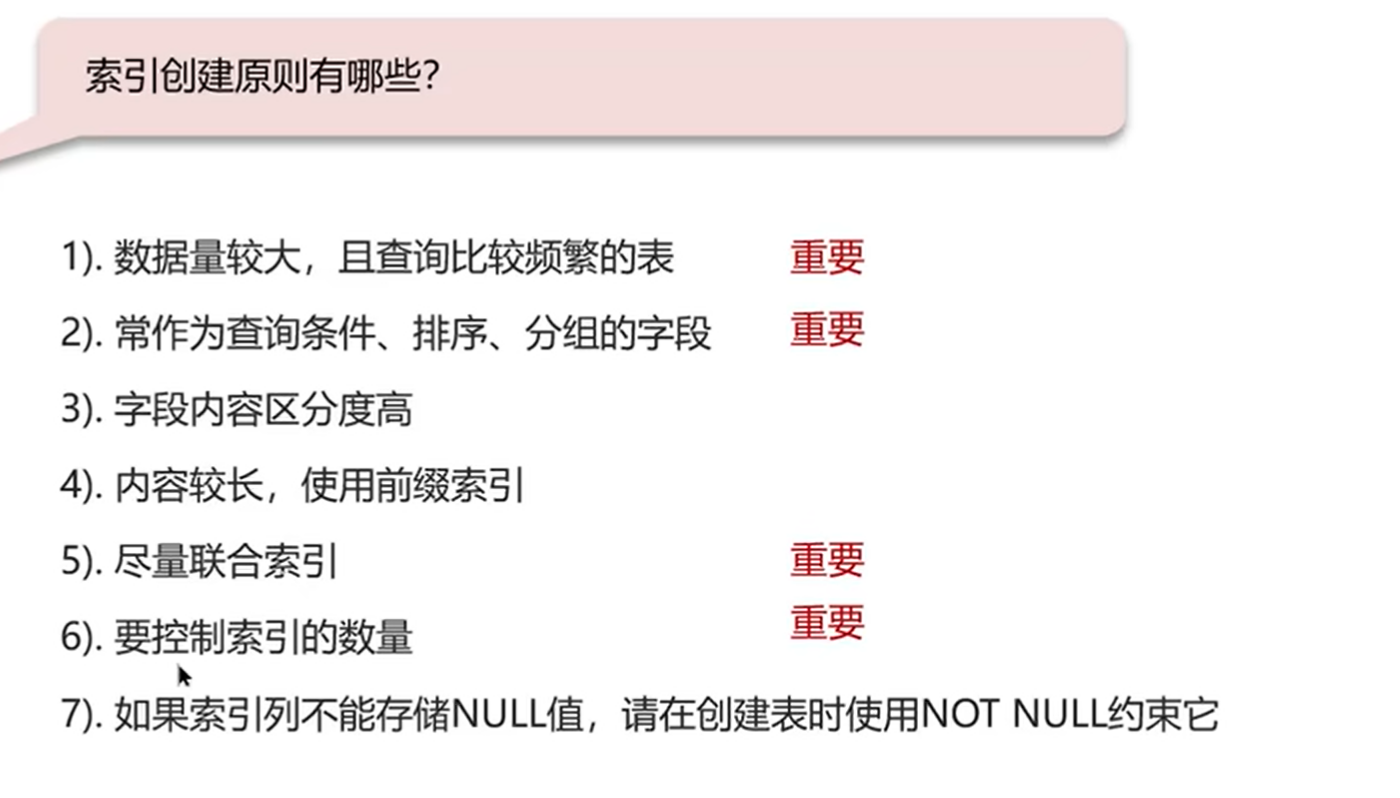 索引创建原则有哪些?
1). 数据量较大，且查询比较频繁的表 重要
2). 常作为查询条件、排序、分组的字段 重要
3). 字段内容区分度高
4). 内容较长，使用前缀索引
5). 尽量联合索引 重要
6). 要控制索引的数量 重要
7). 如果索引列不能存储NULL值，请在创建表时使用NOT NULL约束它